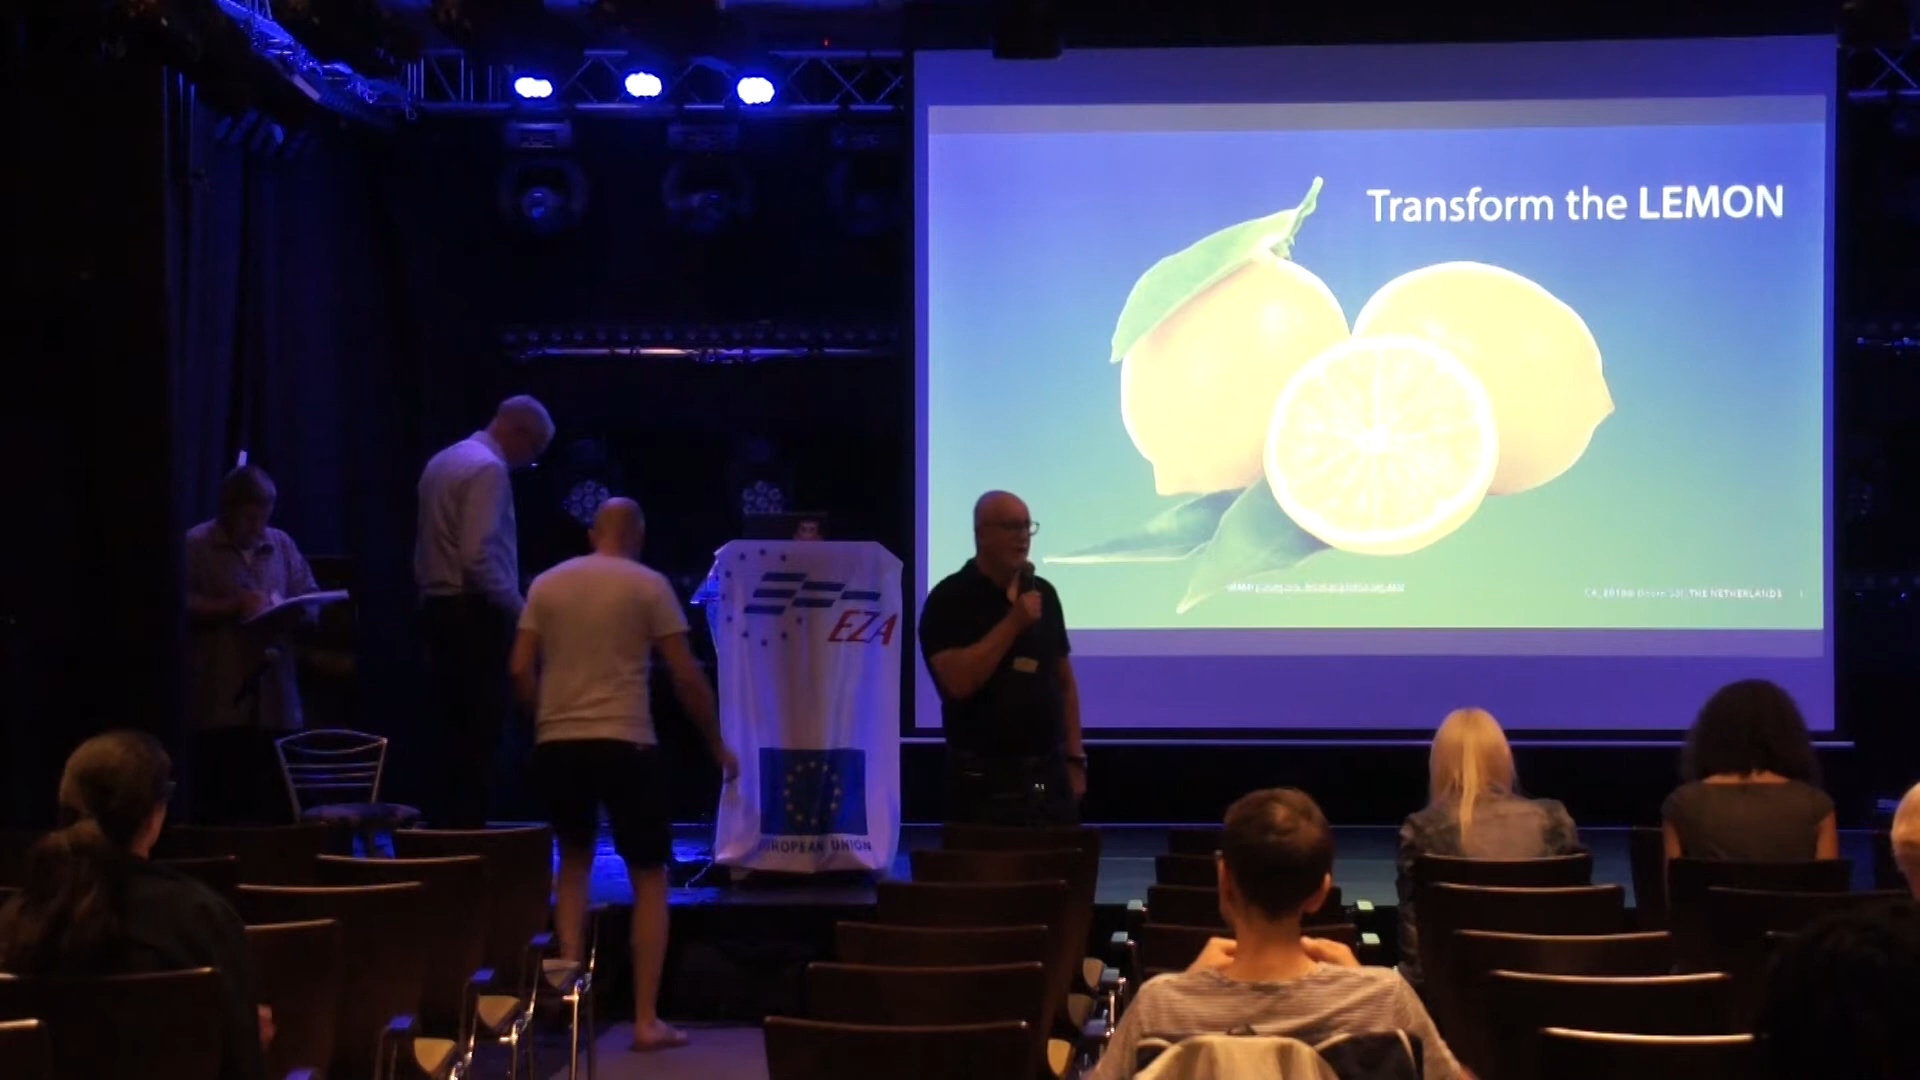 Transform the LEMON
THE NETHERLANDS
EZA
EUROPEAN UNION